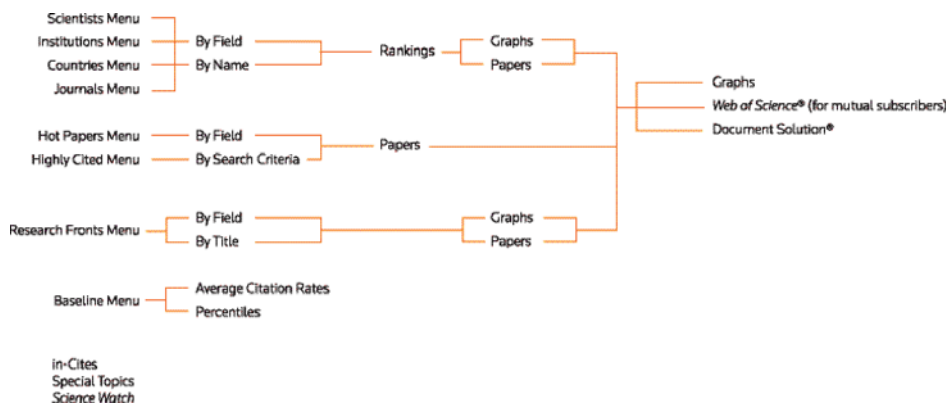 Scientists Menu
Institutions Menu
Countries Menu
Journals Menu
By Field
By Name
Rankings
Graphs
Papers
Graphs
Web of Science® (for mutual subscribers)
Document Solution®
Hot Papers Menu
Highly Cited Menu
By Field
By Search Criteria
Papers
Research Fronts Menu
By Field
By Title
Graphs
Papers
Baseline Menu
Average Citation Rates
Percentiles
in-Cites
Special Topics
Science Watch